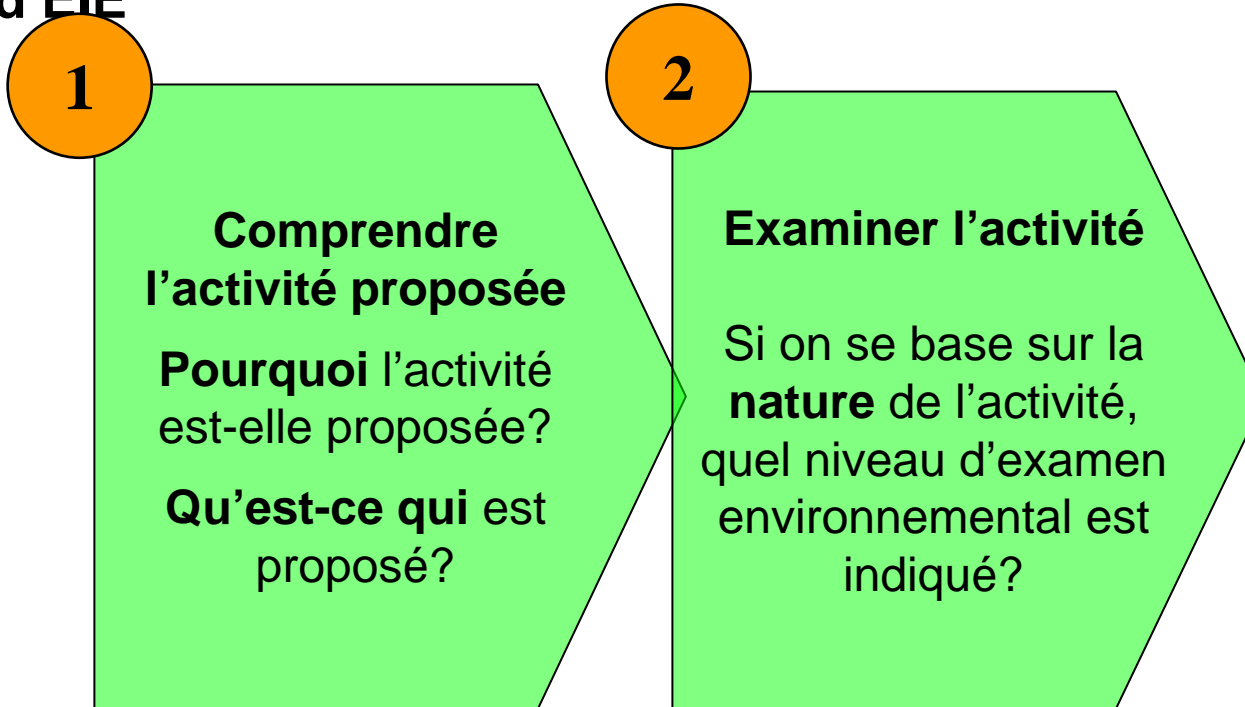 d'EIE
1
Comprendre
l’activité proposée
Pourquoi l’activité
est-elle proposée?
Qu’est-ce qui est
proposé?
2
Examiner l’activité
Si on se base sur la
nature de l’activité,
quel niveau d’examen
environnemental est
indiqué?